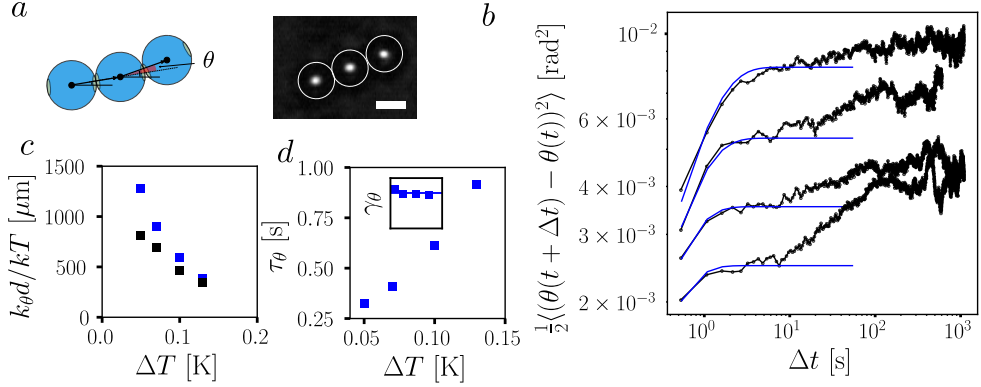 a
θ
b
½⟨(θ(t + Δt) − θ(t))²⟩ [rad²]
10⁻²
6 × 10⁻³
4 × 10⁻³
3 × 10⁻³
2 × 10⁻³
10⁰
10¹
10²
10³
Δt [s]
c
k_θd/kT [μm]
1500
1000
500
0
0.0
0.1
0.2
ΔT [K]
d
τ_θ [s]
1.00
0.75
0.50
0.25
γ_θ
0.05
0.10
0.15
ΔT [K]